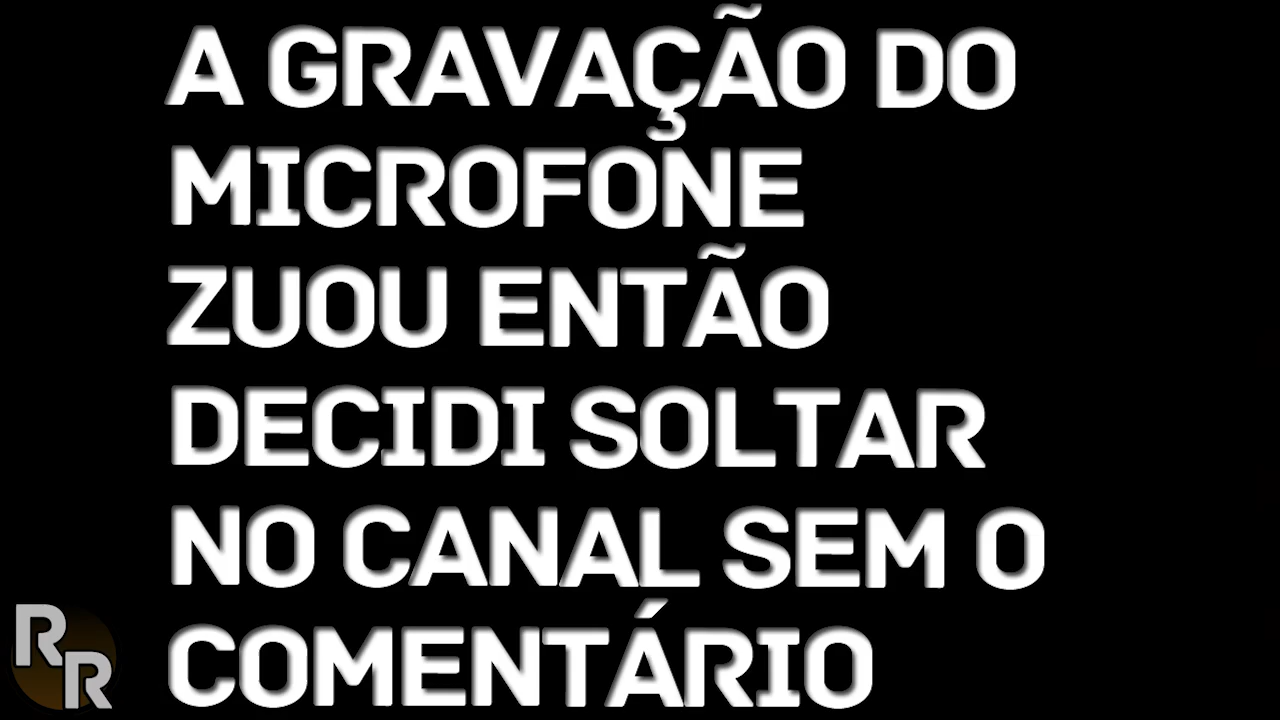 A GRAVAÇÃO DO
MICROFONE
ZUOU ENTÃO
DECIDI SOLTAR
NO CANAL SEM O
COMENTÁRIO
RR